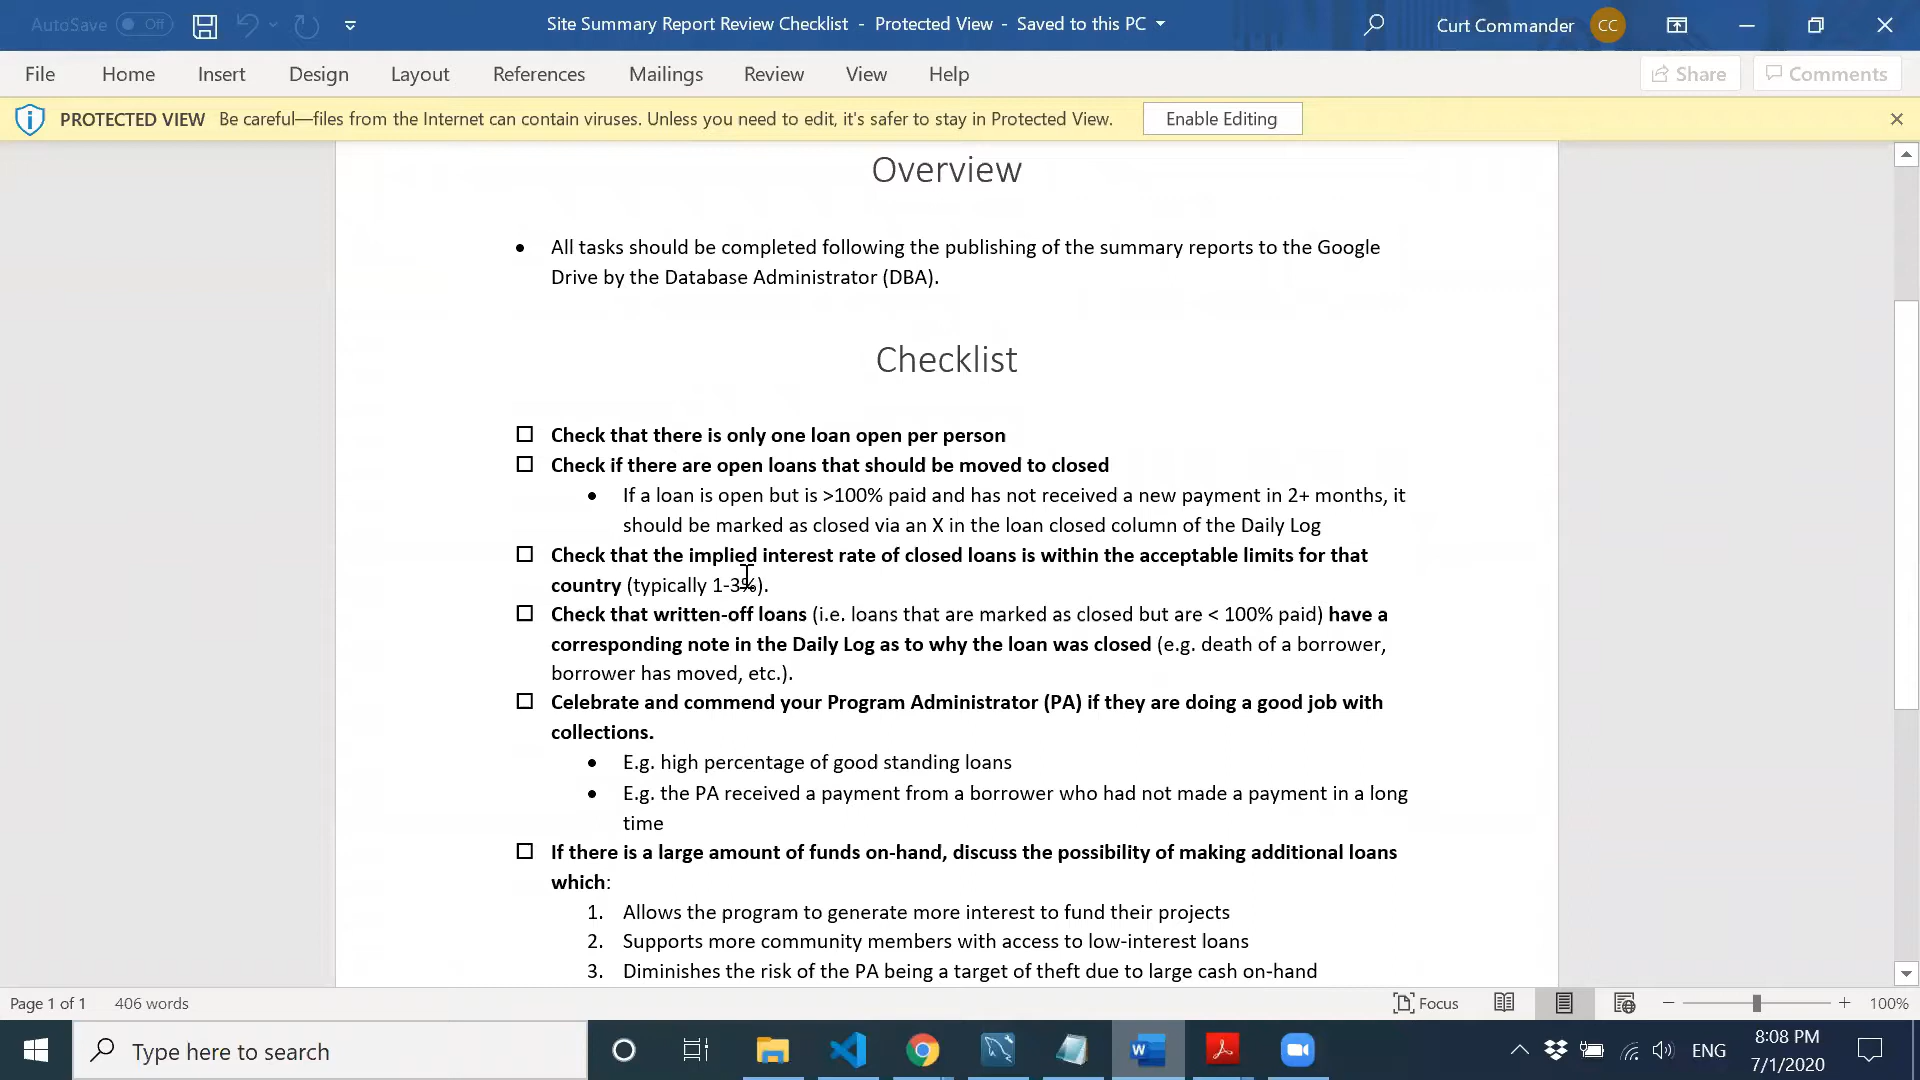 AutoSave Off Site Summary Report Review Checklist - Protected View - Saved to this PC Curt Commander CC
File Home Insert Design Layout References Mailings Review View Help Share Comments
PROTECTED VIEW Be careful—files from the Internet can contain viruses. Unless you need to edit, it's safer to stay in Protected View. Enable Editing
Overview
• All tasks should be completed following the publishing of the summary reports to the Google
Drive by the Database Administrator (DBA).
Checklist
☐ Check that there is only one loan open per person
☐ Check if there are open loans that should be moved to closed
• If a loan is open but is >100% paid and has not received a new payment in 2+ months, it
should be marked as closed via an X in the loan closed column of the Daily Log
☐ Check that the implied interest rate of closed loans is within the acceptable limits for that
country (typically 1-3%).
☐ Check that written-off loans (i.e. loans that are marked as closed but are < 100% paid) have a
corresponding note in the Daily Log as to why the loan was closed (e.g. death of a borrower,
borrower has moved, etc.).
☐ Celebrate and commend your Program Administrator (PA) if they are doing a good job with
collections.
• E.g. high percentage of good standing loans
• E.g. the PA received a payment from a borrower who had not made a payment in a long
time
☐ If there is a large amount of funds on-hand, discuss the possibility of making additional loans
which:
1. Allows the program to generate more interest to fund their projects
2. Supports more community members with access to low-interest loans
3. Diminishes the risk of the PA being a target of theft due to large cash on-hand
Page 1 of 1 406 words Focus 100%
Type here to search ENG 8:08 PM
7/1/2020